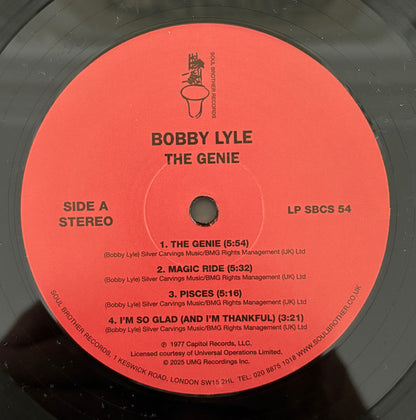 SOUL BROTHER RECORDS
BOBBY LYLE
THE GENIE
SIDE A
STEREO
LP SBCS 54
1. THE GENIE (5:54)
(Bobby Lyle) Silver Carvings Music/BMG Rights Management (UK) Ltd
2. MAGIC RIDE (5:32)
(Bobby Lyle) Silver Carvings Music/BMG Rights Management (UK) Ltd
3. PISCES (5:16)
(Bobby Lyle) Silver Carvings Music/BMG Rights Management (UK) Ltd
4. I'M SO GLAD (AND I'M THANKFUL) (3:21)
(Bobby Lyle) Silver Carvings Music/BMG Rights Management (UK) Ltd
℗ 1977 Capitol Records, LLC.
Licensed courtesy of Universal Operations Limited.
© 2025 UMG Recordings Inc.
SOUL BROTHER RECORDS, 1 KESWICK ROAD, LONDON SW15 2HL TEL. 020 8875 1018 WWW.SOULBROTHER.CO.UK